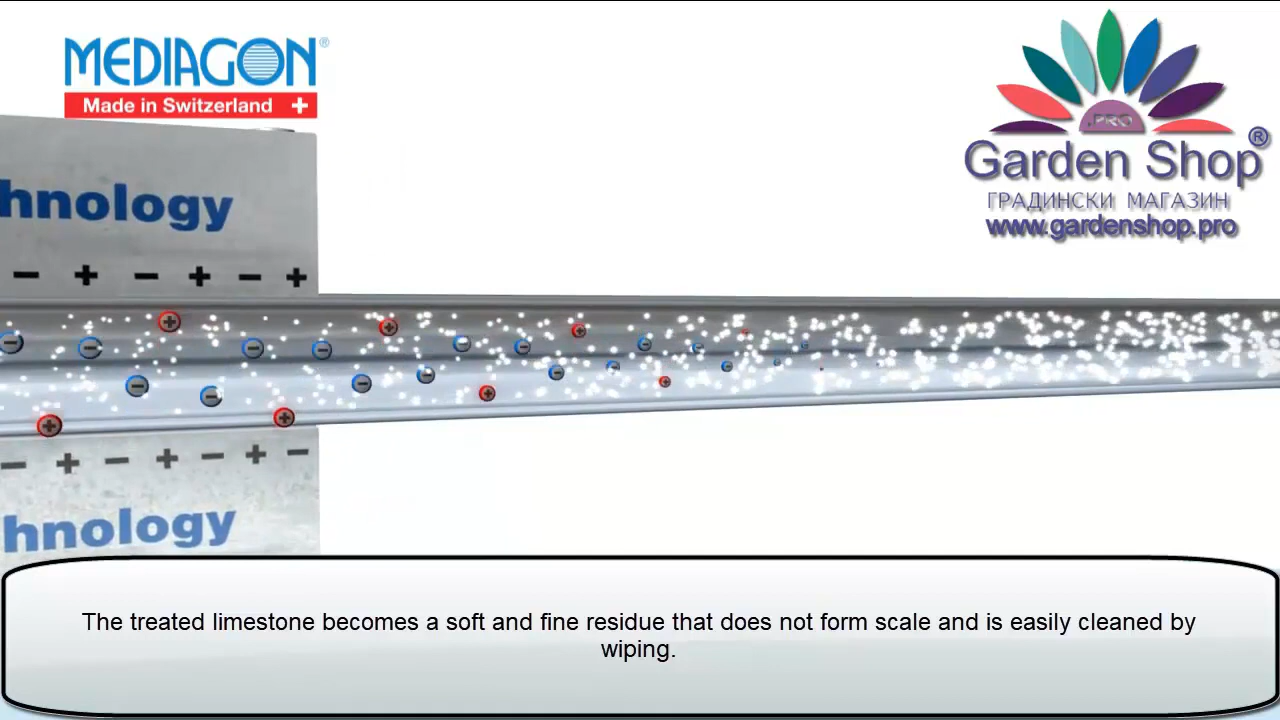 MEDIAGON®
Made in Switzerland +
.PRO
Garden Shop®
ГРАДИНСКИ МАГАЗИН
www.gardenshop.pro
hnology
− + − + − +
− + − + − + −
hnology
The treated limestone becomes a soft and fine residue that does not form scale and is easily cleaned by
wiping.